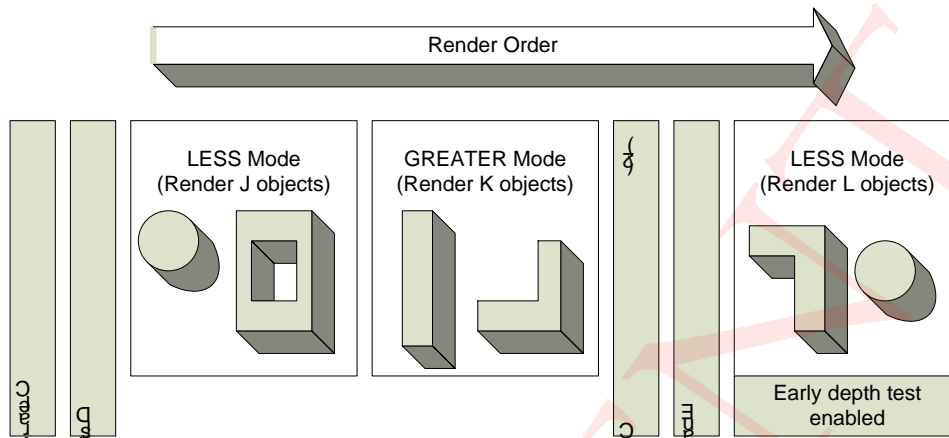 Render Order
LESS Mode
(Render J objects)
GREATER Mode
(Render K objects)
LESS Mode
(Render L objects)
Early depth test
enabled